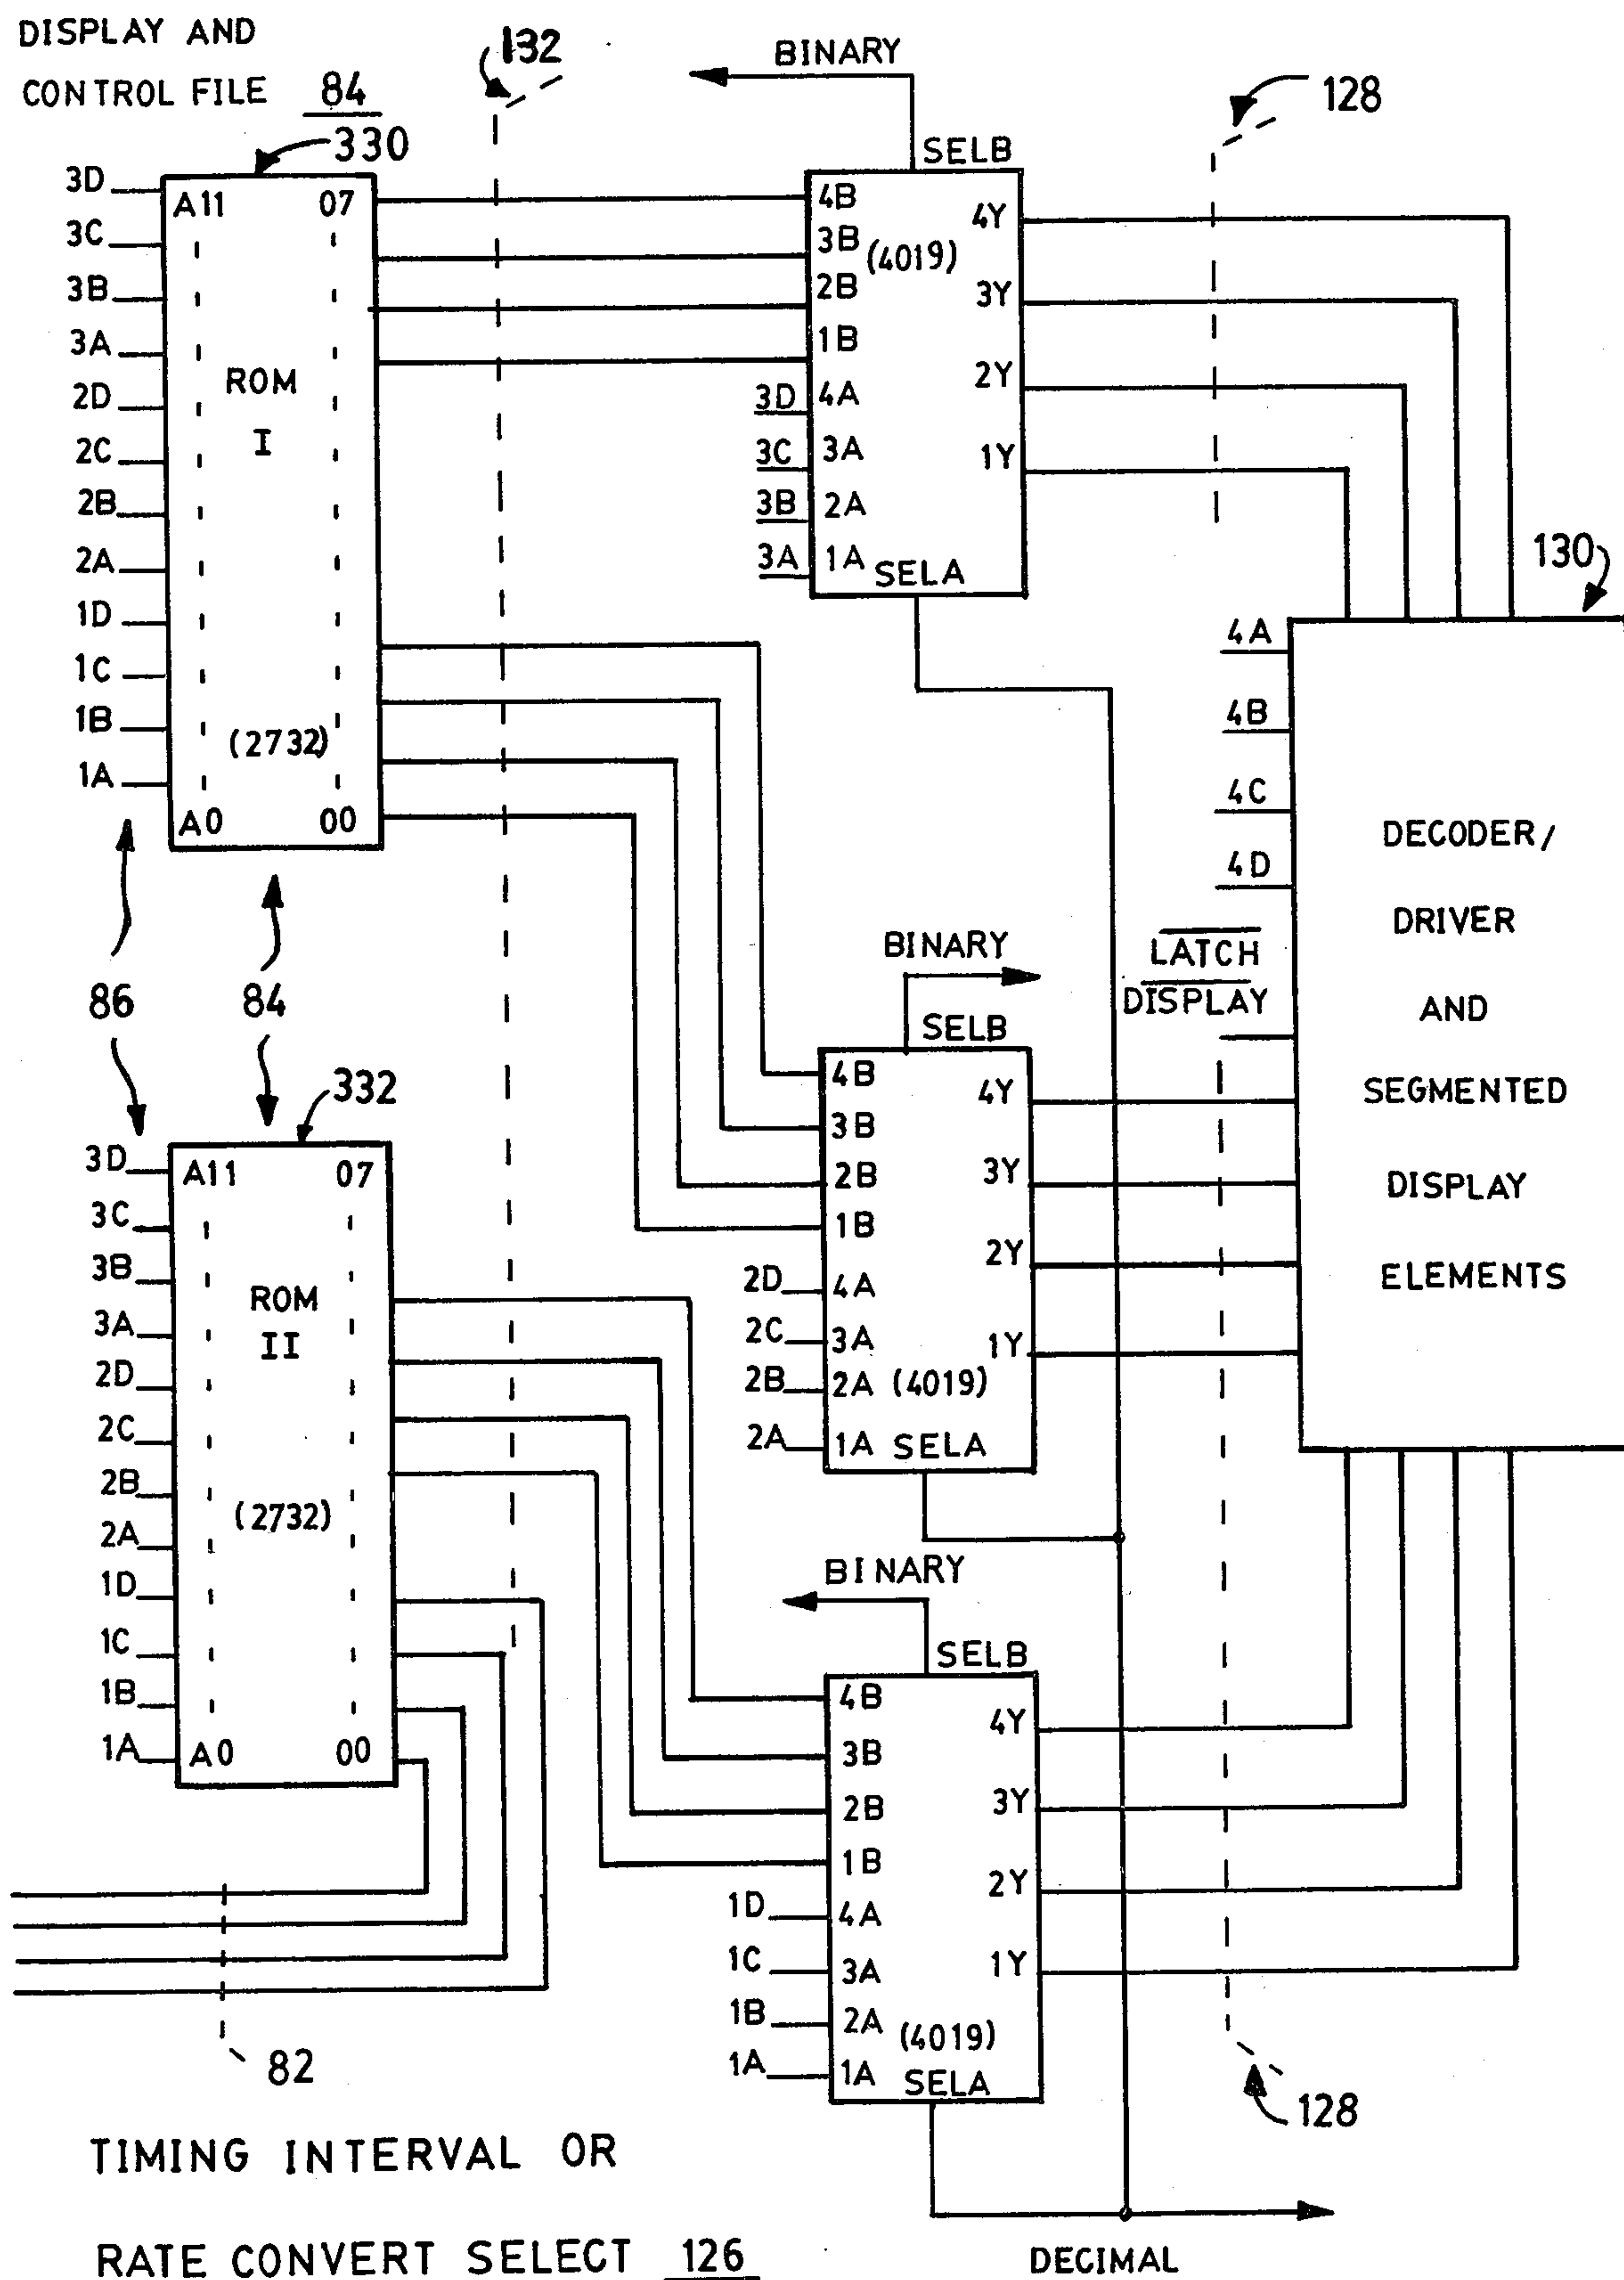 DISPLAY AND
CONTROL FILE 84
132
BINARY
128
330
SELB
3D
3C
3B
3A
2D
2C
2B
2A
1D
1C
1B
1A
A11 07
ROM
I
(2732)
A0 00
4B
3B
(4019)
2B
1B
3D 4A
3C 3A
3B 2A
3A 1A
SELA
4Y
3Y
2Y
1Y
130
4A
4B
4C
4D
LATCH
DISPLAY
DECODER/
DRIVER
AND
SEGMENTED
DISPLAY
ELEMENTS
86
84
332
3D
3C
3B
3A
2D
2C
2B
2A
1D
1C
1B
1A
A11 07
ROM
II
(2732)
A0 00
BINARY
SELB
4B
3B
2B
1B
2D 4A
2C 3A
2B 2A (4019)
2A 1A SELA
4Y
3Y
2Y
1Y
BINARY
SELB
4B
3B
2B
1B
1D 4A
1C 3A
1B 2A (4019)
1A 1A SELA
4Y
3Y
2Y
1Y
82
128
TIMING INTERVAL OR
RATE CONVERT SELECT 126
DECIMAL